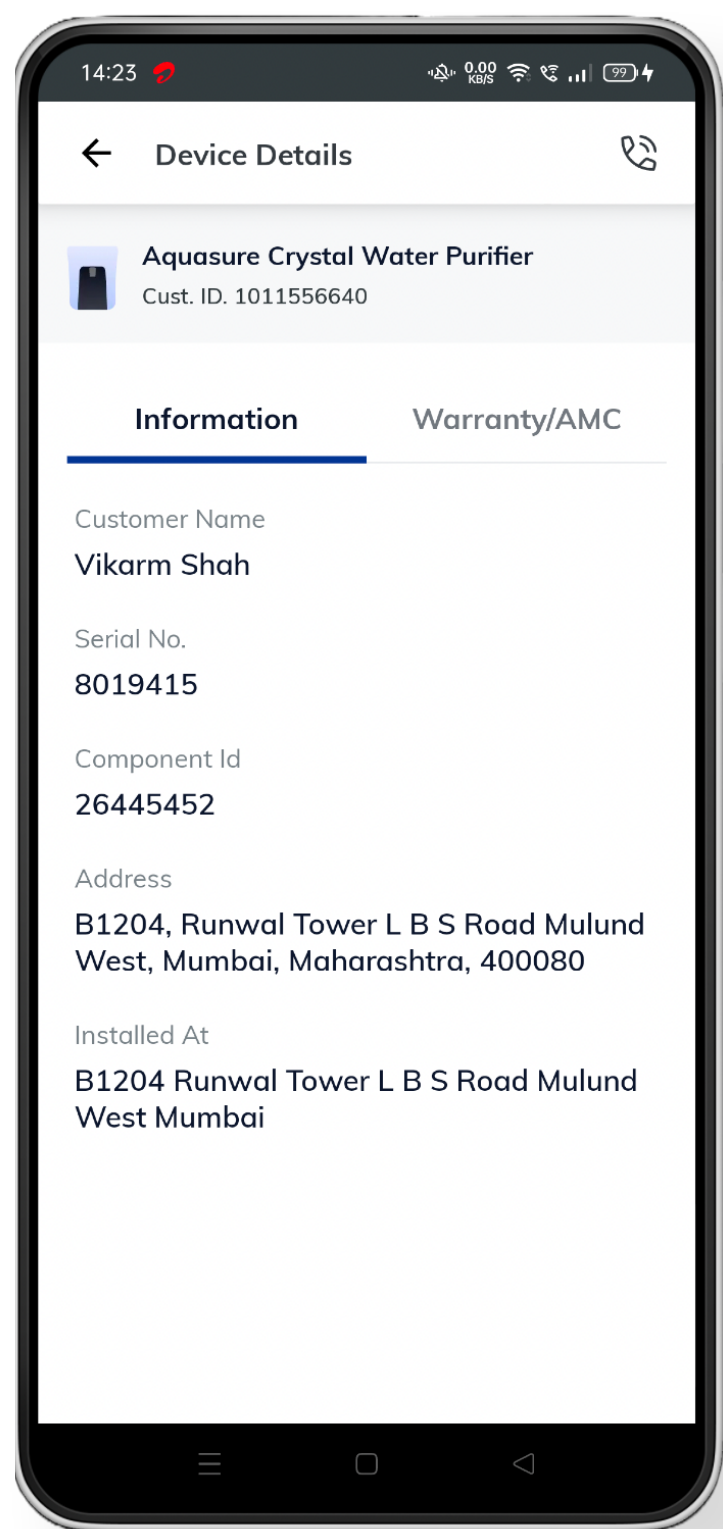 14:23
0.00
KB/S
99
Device Details
Aquasure Crystal Water Purifier
Cust. ID. 1011556640
Information
Warranty/AMC
Customer Name
Vikarm Shah
Serial No.
8019415
Component Id
26445452
Address
B1204, Runwal Tower L B S Road Mulund
West, Mumbai, Maharashtra, 400080
Installed At
B1204 Runwal Tower L B S Road Mulund
West Mumbai